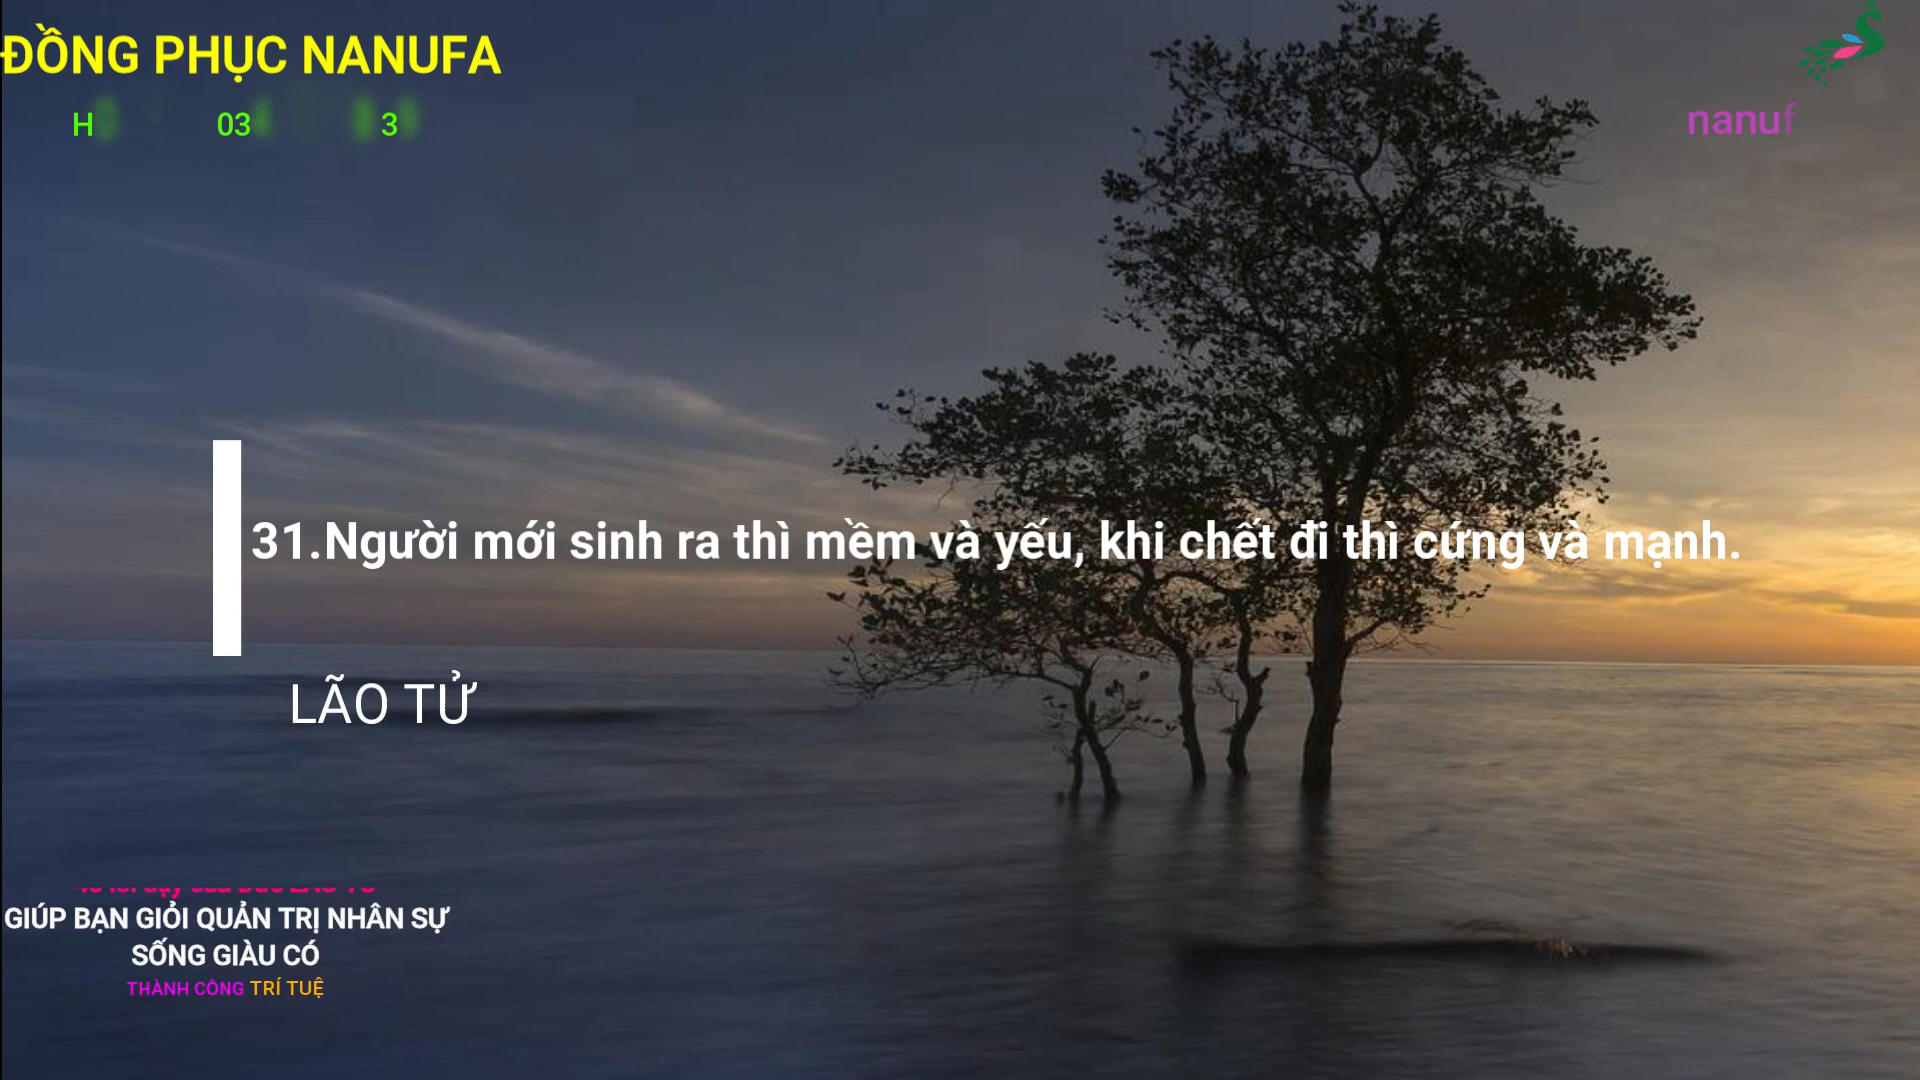 ĐỒNG PHỤC NANUFA
H 03 3
nanuf
31.Người mới sinh ra thì mềm và yếu, khi chết đi thì cứng và mạnh.
LÃO TỬ
GIÚP BẠN GIỎI QUẢN TRỊ NHÂN SỰ
SỐNG GIÀU CÓ
THÀNH CÔNG TRÍ TUỆ